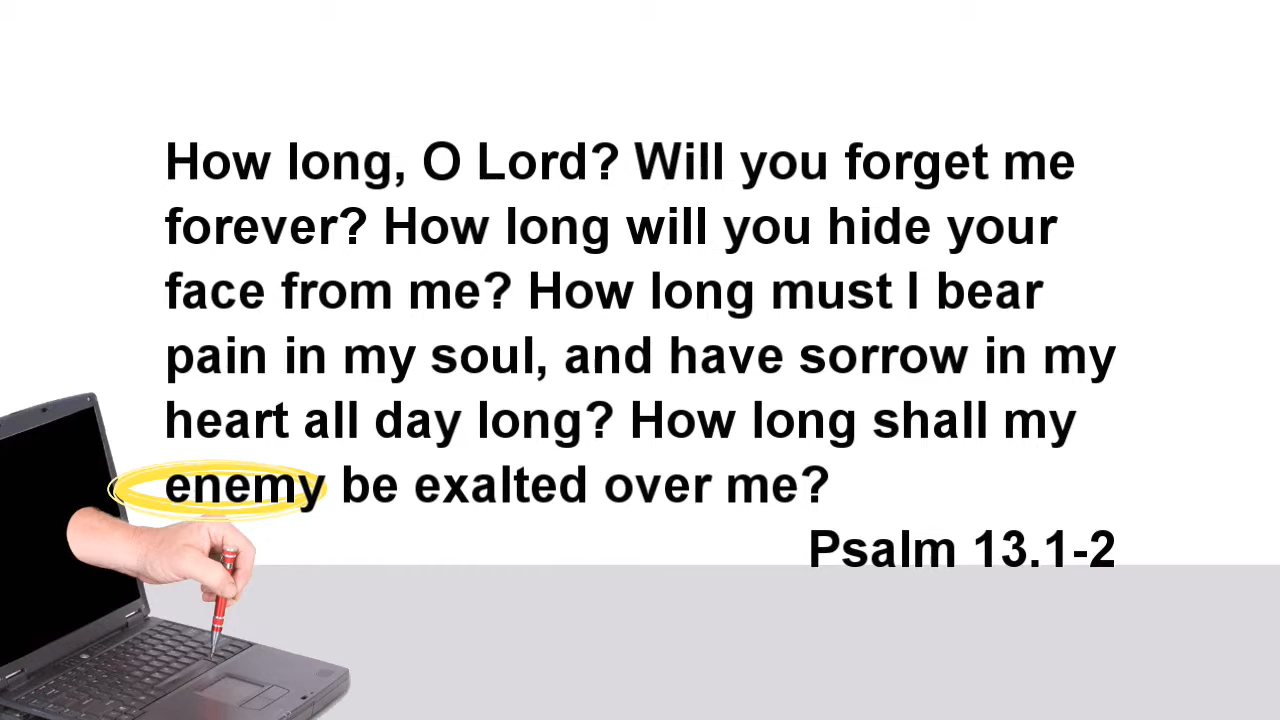 How long, O Lord? Will you forget me
forever? How long will you hide your
face from me? How long must I bear
pain in my soul, and have sorrow in my
heart all day long? How long shall my
enemy be exalted over me?
Psalm 13.1-2